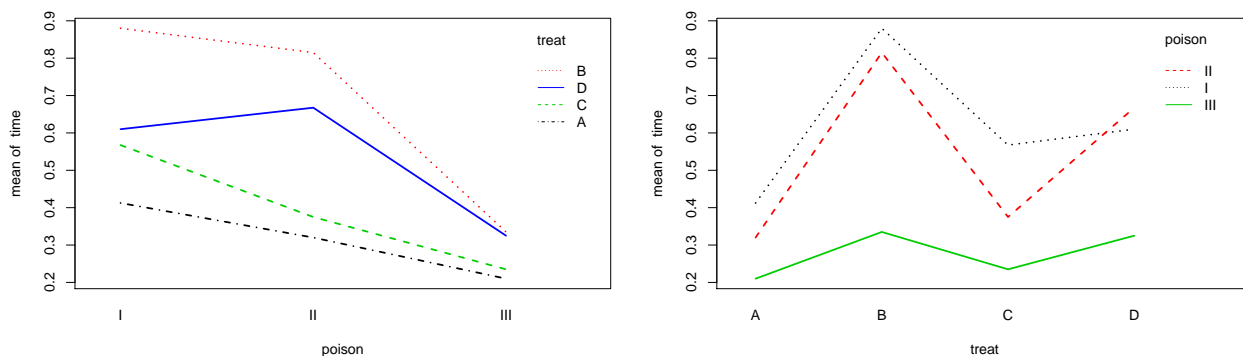 0.9
0.8
0.7
0.6
0.5
0.4
0.3
0.2
mean of time
treat
B
D
C
A
I II III
poison
0.9
0.8
0.7
0.6
0.5
0.4
0.3
0.2
mean of time
poison
II
I
III
A B C D
treat